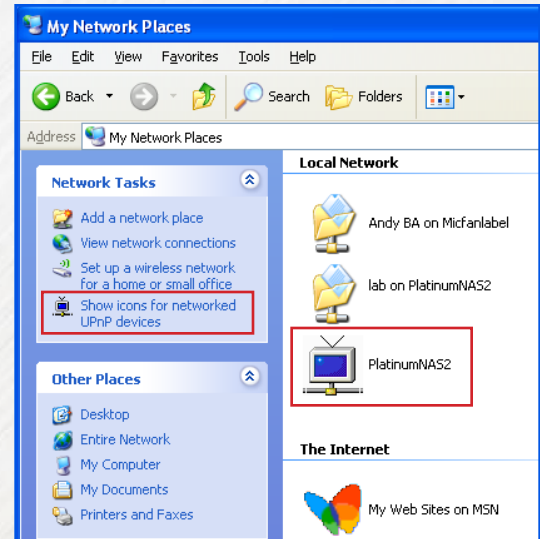 My Network Places
File Edit View Favorites Tools Help
Back Search Folders
Address My Network Places
Network Tasks
Add a network place
View network connections
Set up a wireless network
for a home or small office
Show icons for networked
UPnP devices
Other Places
Desktop
Entire Network
My Computer
My Documents
Printers and Faxes
Local Network
Andy BA on Micfanlabel
lab on PlatinumNAS2
PlatinumNAS2
The Internet
My Web Sites on MSN